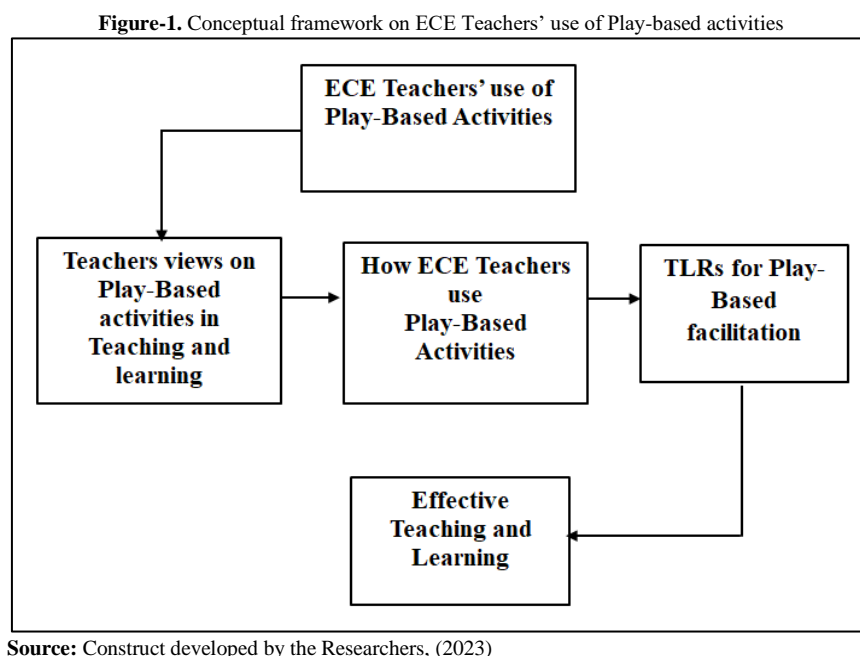 Figure-1. Conceptual framework on ECE Teachers’ use of Play-based activities
ECE Teachers’ use of
Play-Based Activities
Teachers views on
Play-Based
activities in
Teaching and
learning
How ECE Teachers
use
Play-Based
Activities
TLRs for Play-
Based
facilitation
Effective
Teaching and
Learning
Source: Construct developed by the Researchers, (2023)